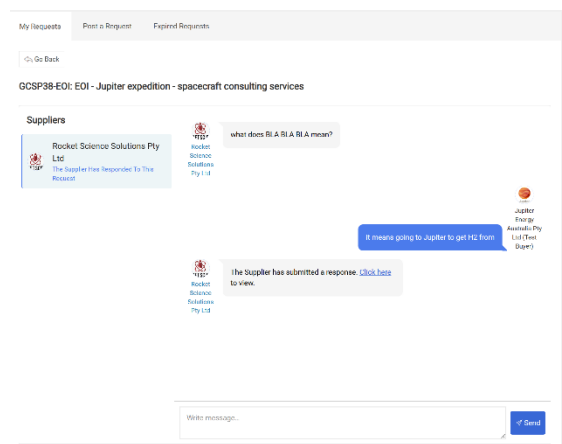 My Requests
Post a Request
Expired Requests
Go Back
GCSP38-EOI: EOI - Jupiter expedition - spacecraft consulting services
Suppliers
Rocket Science Solutions Pty
Ltd
The Supplier Has Responded To This
Request
what does BLA BLA BLA mean?
Rocket
Science
Solutions
Pty Ltd
Jupiter
Energy
Australia Pty
Ltd (Test
Buyer)
It means going to Jupiter to get H2 from
The Supplier has submitted a response. Click here
to view.
Rocket
Science
Solutions
Pty Ltd
Write message..
Send